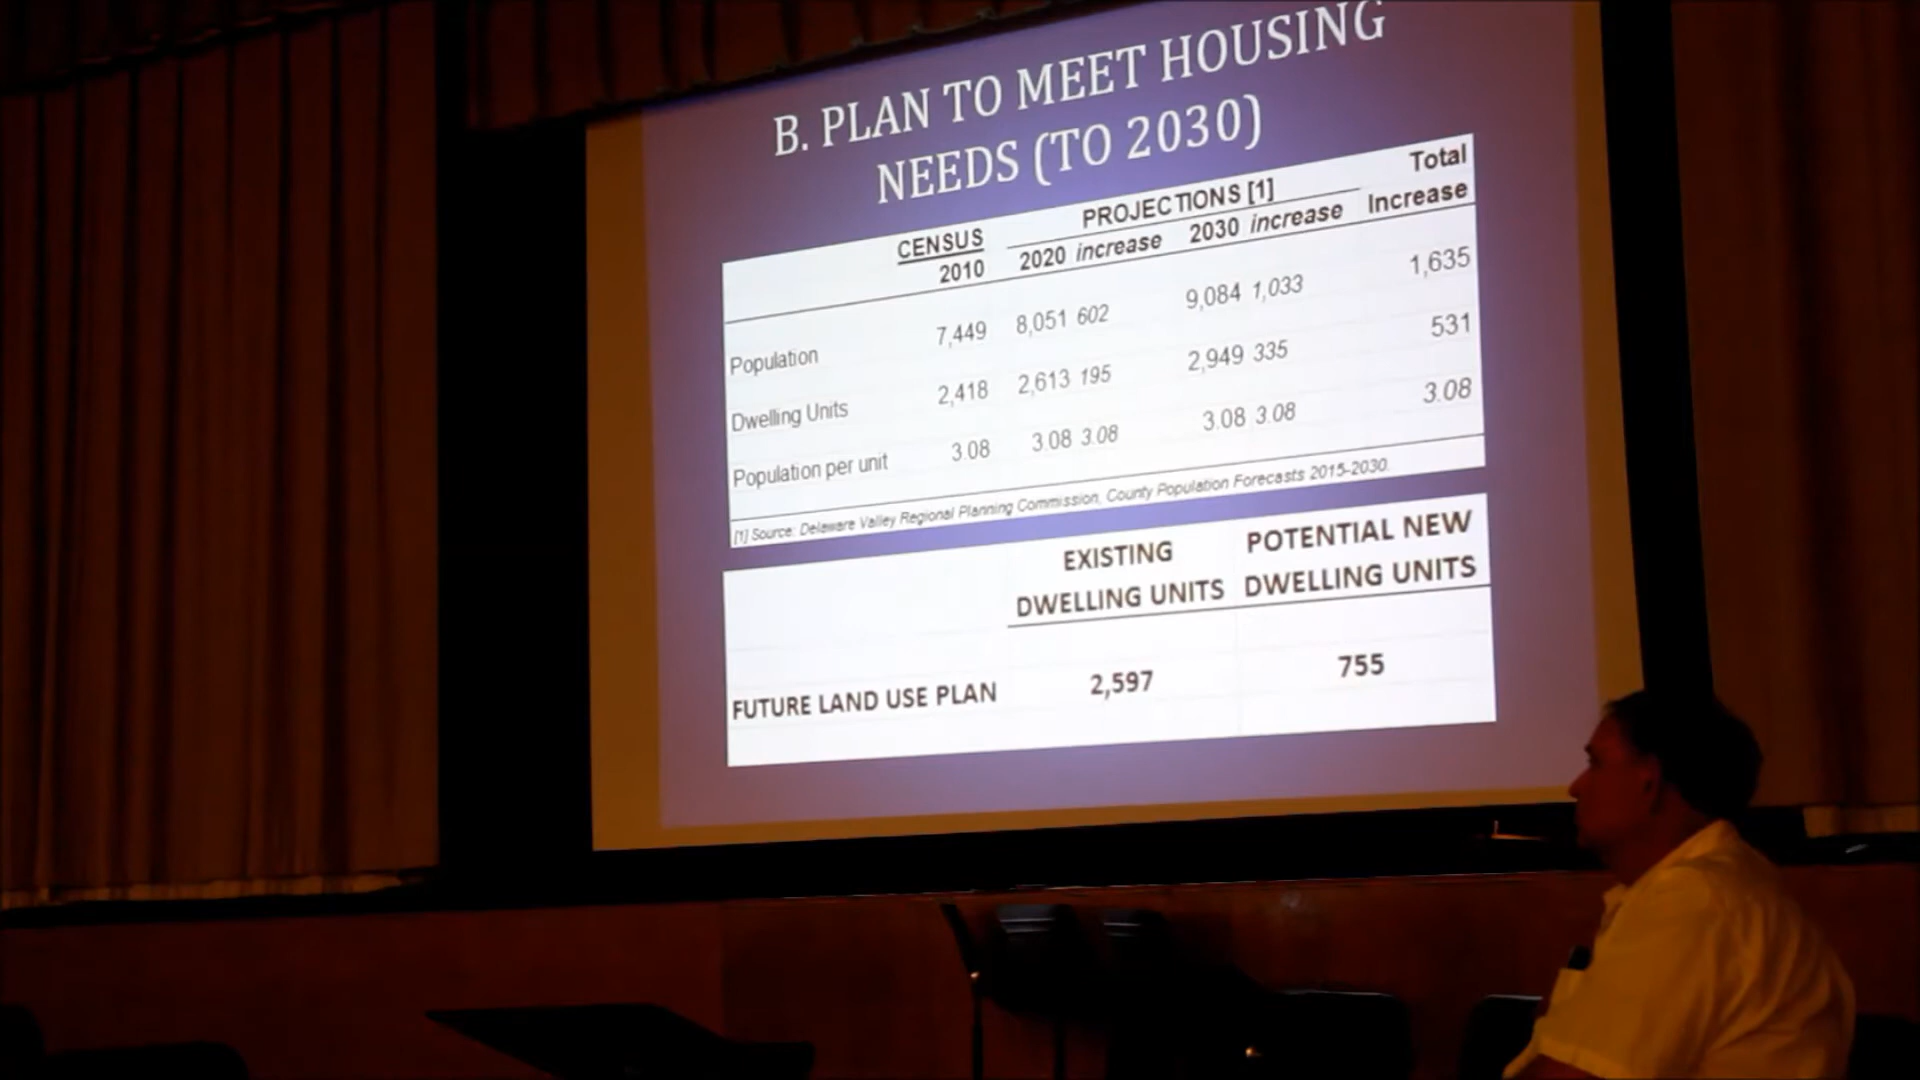 B. PLAN TO MEET HOUSING
NEEDS (TO 2030)
CENSUS PROJECTIONS [1] Total
2010 2020 increase 2030 increase Increase
Population 7,449 8,051 602 9,084 1,033 1,635
Dwelling Units 2,418 2,613 195 2,949 335 531
Population per unit 3.08 3.08 3.08 3.08 3.08 3.08
[1] Source: Delaware Valley Regional Planning Commission, County Population Forecasts 2015-2030.
EXISTING POTENTIAL NEW
DWELLING UNITS DWELLING UNITS
FUTURE LAND USE PLAN 2,597 755